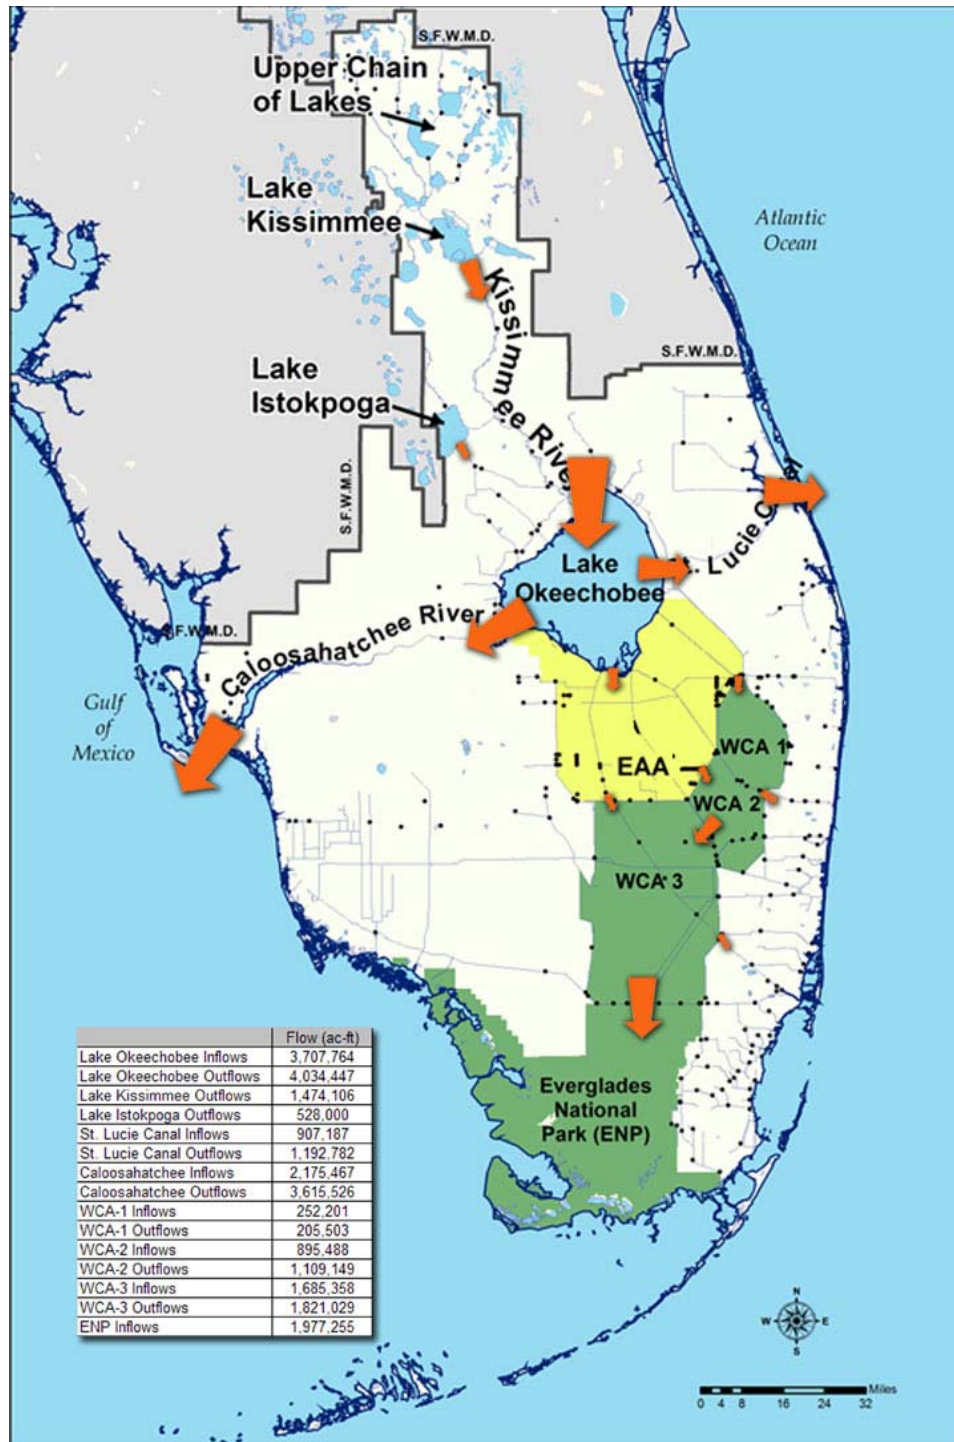 S.F.W.M.D.
Upper Chain
of Lakes
Lake
Kissimmee
Atlantic
Ocean
Kissimmee River
S.F.W.M.D.
Lake
Istokpoga
S.F.W.M.D.
Lucie
Lake
Okeechobee
S.F.W.M.D.
Caloosahatchee River
Gulf
of
Mexico
WCA 1
EAA
WCA 2
WCA 3
Everglades
National
Park (ENP)
Flow (ac-ft)
Lake Okeechobee Inflows 3,707,764
Lake Okeechobee Outflows 4,034,447
Lake Kissimmee Outflows 1,474,106
Lake Istokpoga Outflows 528,000
St. Lucie Canal Inflows 907,187
St. Lucie Canal Outflows 1,192,782
Caloosahatchee Inflows 2,175,467
Caloosahatchee Outflows 3,615,526
WCA-1 Inflows 252,201
WCA-1 Outflows 205,503
WCA-2 Inflows 895,488
WCA-2 Outflows 1,109,149
WCA-3 Inflows 1,685,358
WCA-3 Outflows 1,821,029
ENP Inflows 1,977,255
N
W E
S
Miles
0 4 8 16 24 32